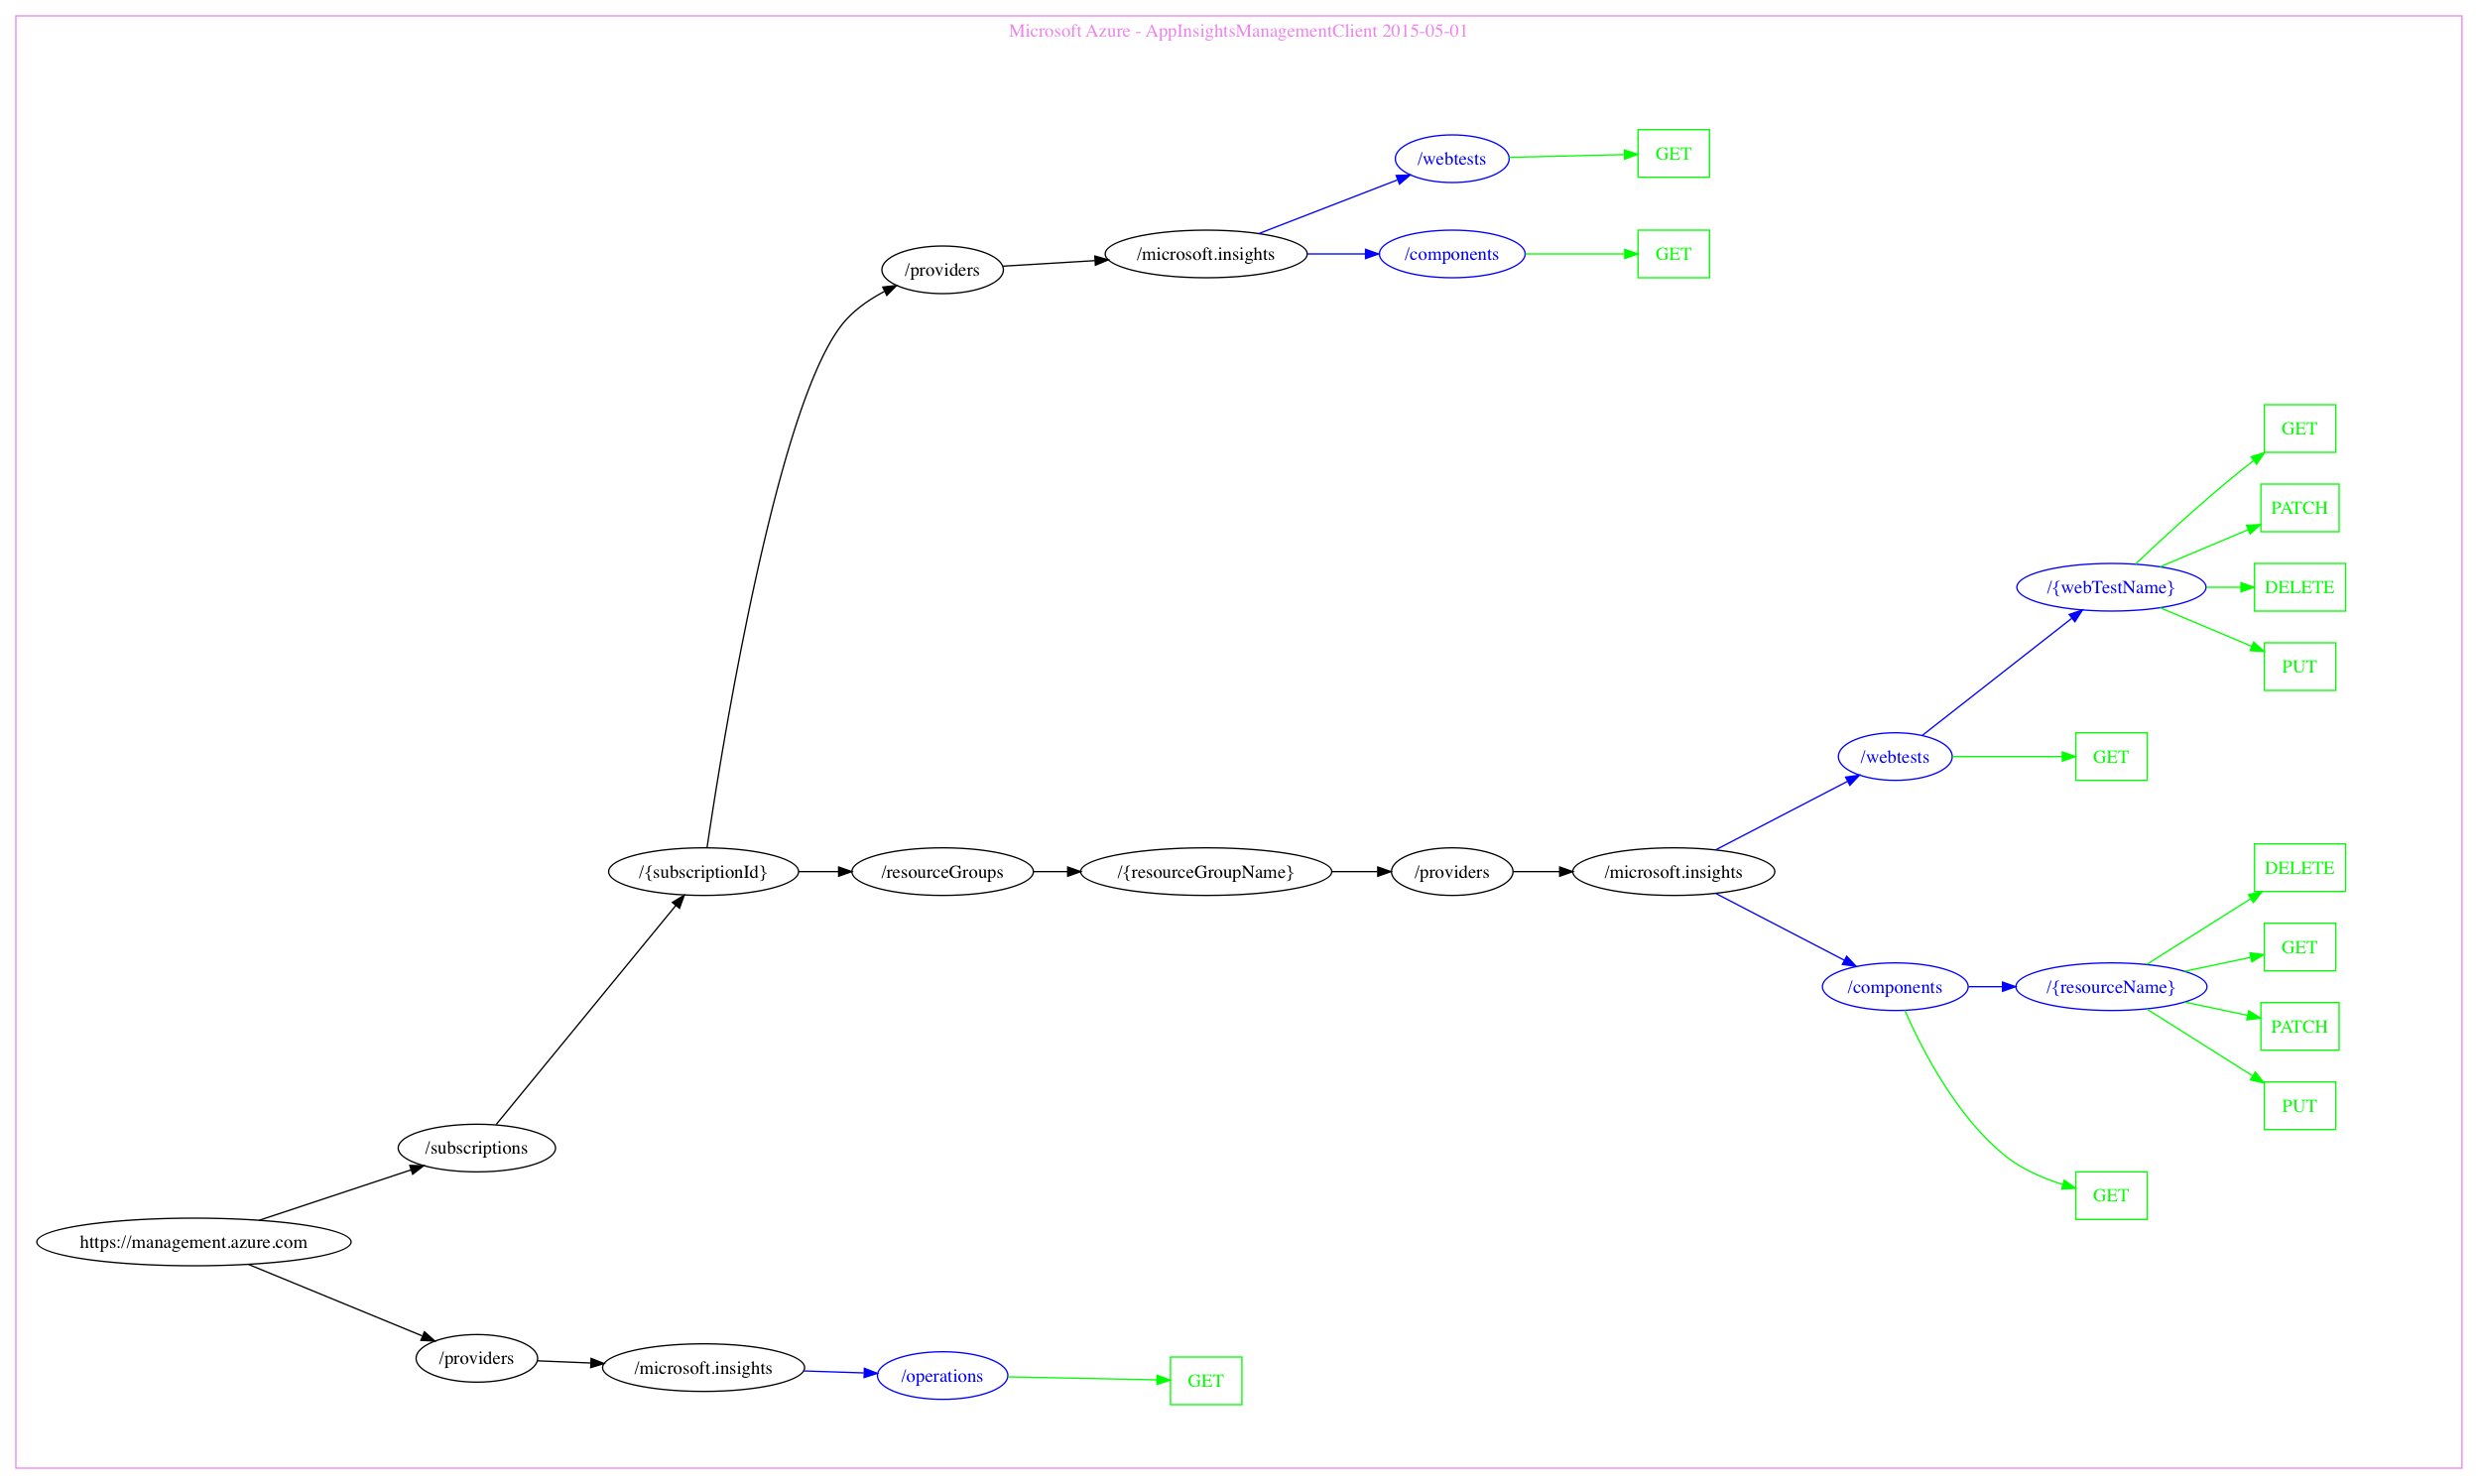 Microsoft Azure - AppInsightsManagementClient 2015-05-01
/webtests
GET
/providers
/microsoft.insights
/components
GET
GET
PATCH
/{webTestName}
DELETE
PUT
/webtests
GET
/{subscriptionId}
/resourceGroups
/{resourceGroupName}
/providers
/microsoft.insights
DELETE
GET
/components
/{resourceName}
PATCH
PUT
/subscriptions
GET
https://management.azure.com
/providers
/microsoft.insights
/operations
GET